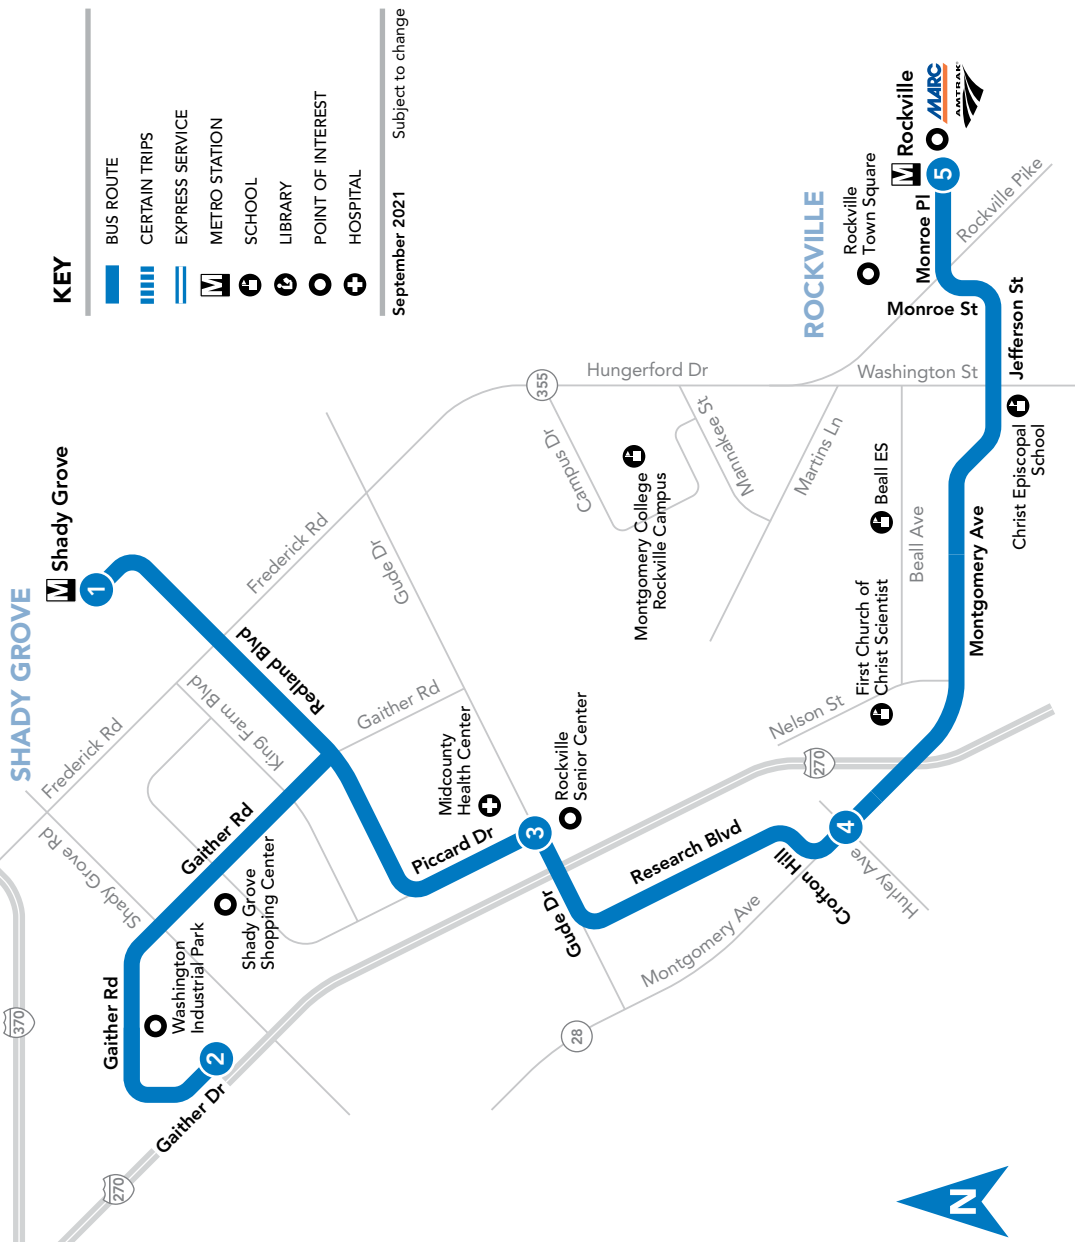 KEY
BUS ROUTE
CERTAIN TRIPS
EXPRESS SERVICE
M
METRO STATION
SCHOOL
LIBRARY
POINT OF INTEREST
HOSPITAL
September 2021
Subject to change
SHADY GROVE
M
Shady Grove
1
Redland Blvd
Frederick Rd
Frederick Rd
Gude Dr
King Farm Blvd
Gaither Rd
Gaither Rd
Shady Grove Rd
Shady Grove
Shopping Center
Washington
Industrial Park
Gaither Rd
2
Gaither Dr
370
270
Midcounty
Health Center
Piccard Dr
3
Rockville
Senior Center
Gude Dr
Research Blvd
Montgomery Ave
28
Crofton Hill
4
Hurley Ave
270
Nelson St
First Church of
Christ Scientist
Beall Ave
Beall ES
Montgomery Ave
Montgomery College
Rockville Campus
Campus Dr
Mannakee St
Martins Ln
355
Hungerford Dr
Washington St
Christ Episcopal
School
Jefferson St
Monroe St
Monroe Pl
Rockville Pike
ROCKVILLE
Rockville
Town Square
5
M
Rockville
MARC
AMTRAK
N